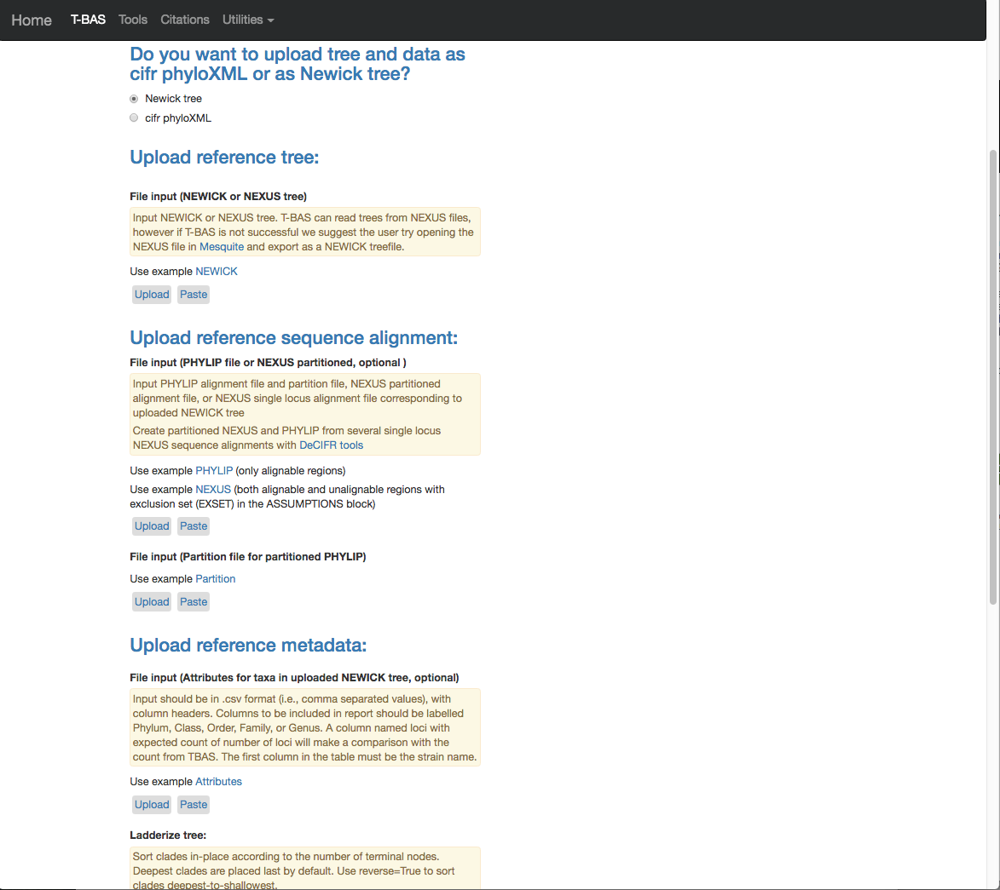 Home T-BAS Tools Citations Utilities
Do you want to upload tree and data as
cifr phyloXML or as Newick tree?
Newick tree
cifr phyloXML
Upload reference tree:
File input (NEWICK or NEXUS tree)
Input NEWICK or NEXUS tree. T-BAS can read trees from NEXUS files,
however if T-BAS is not successful we suggest the user try opening the
NEXUS file in Mesquite and export as a NEWICK treefile.
Use example NEWICK
Upload Paste
Upload reference sequence alignment:
File input (PHYLIP file or NEXUS partitioned, optional )
Input PHYLIP alignment file and partition file, NEXUS partitioned
alignment file, or NEXUS single locus alignment file corresponding to
uploaded NEWICK tree
Create partitioned NEXUS and PHYLIP from several single locus
NEXUS sequence alignments with DeCIFR tools
Use example PHYLIP (only alignable regions)
Use example NEXUS (both alignable and unalignable regions with
exclusion set (EXSET) in the ASSUMPTIONS block)
Upload Paste
File input (Partition file for partitioned PHYLIP)
Use example Partition
Upload Paste
Upload reference metadata:
File input (Attributes for taxa in uploaded NEWICK tree, optional)
Input should be in .csv format (i.e., comma separated values), with
column headers. Columns to be included in report should be labelled
Phylum, Class, Order, Family, or Genus. A column named loci with
expected count of number of loci will make a comparison with the
count from TBAS. The first column in the table must be the strain name.
Use example Attributes
Upload Paste
Ladderize tree:
Sort clades in-place according to the number of terminal nodes.
Deepest clades are placed last by default. Use reverse=True to sort
clades deepest-to-shallowest.